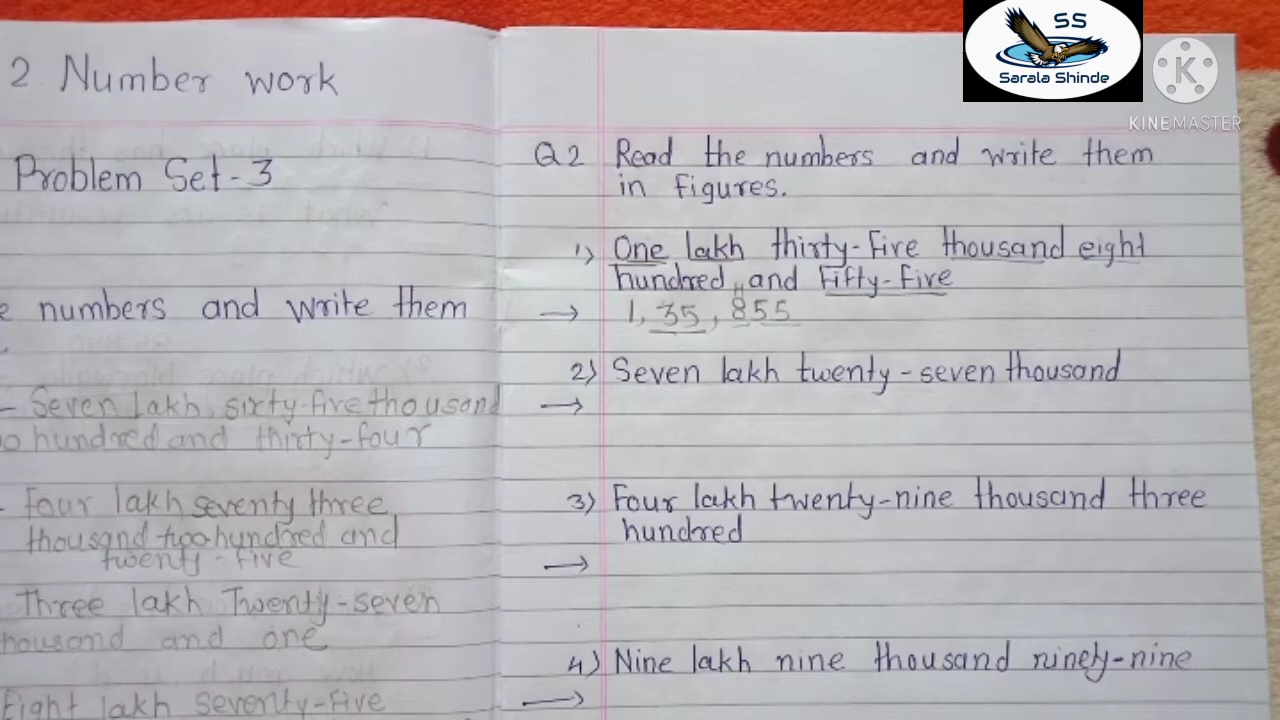 SS
Sarala Shinde
KINEMASTER
2 Number work
Problem Set-3
numbers and write them
- Seven lakh, sixty-five thousand
hundred and thirty-four
- Four lakh seventy three
thousand two hundred and
twenty-five
Three lakh Twenty-seven
housand and one
Eight lakh seventy-five
Q2 Read the numbers and write them
in figures.
1) One lakh thirty-five thousand eight
hundred and fifty-five
→ 1, 35, 855
2) Seven lakh twenty-seven thousand
→
3) Four lakh twenty-nine thousand three
hundred
→
4) Nine lakh nine thousand ninety-nine
→